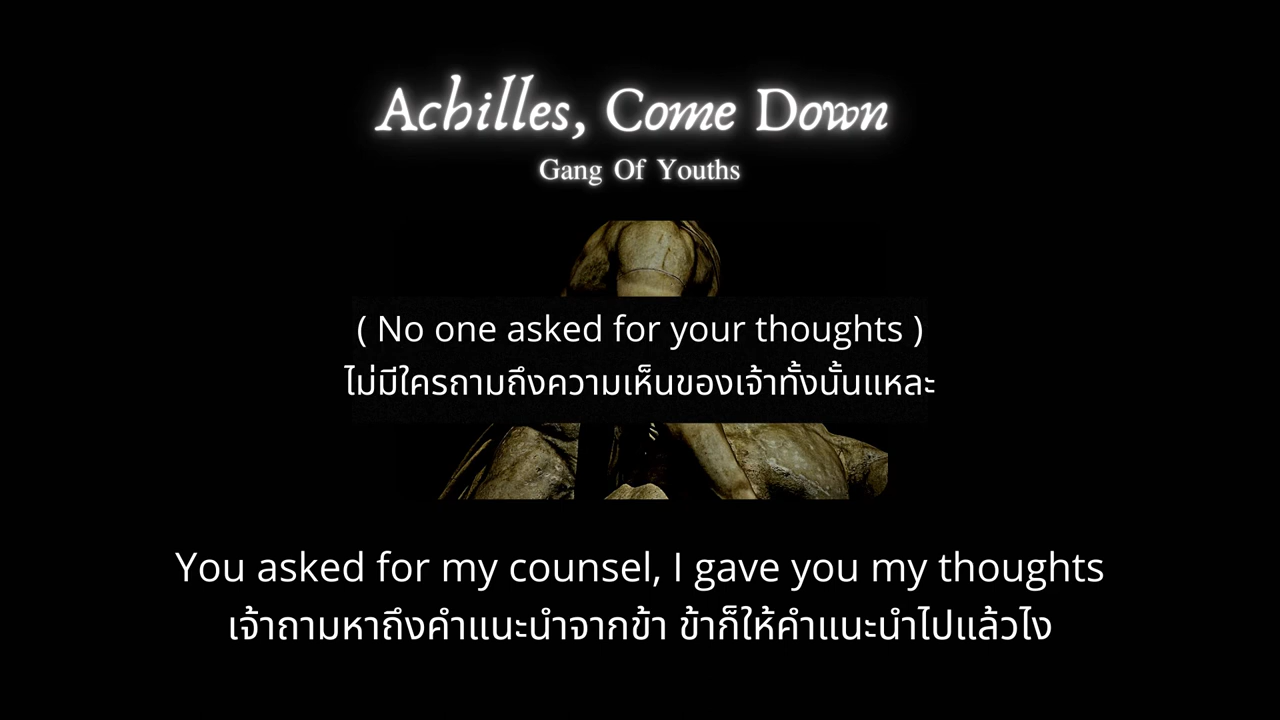 Achilles, Come Down
Gang Of Youths
( No one asked for your thoughts )
ไม่มีใครถามถึงความเห็นของเจ้าทั้งนั้นแหละ
You asked for my counsel, I gave you my thoughts
เจ้าถามหาถึงคำแนะนำจากข้า ข้าก็ให้คำแนะนำไปแล้วไง